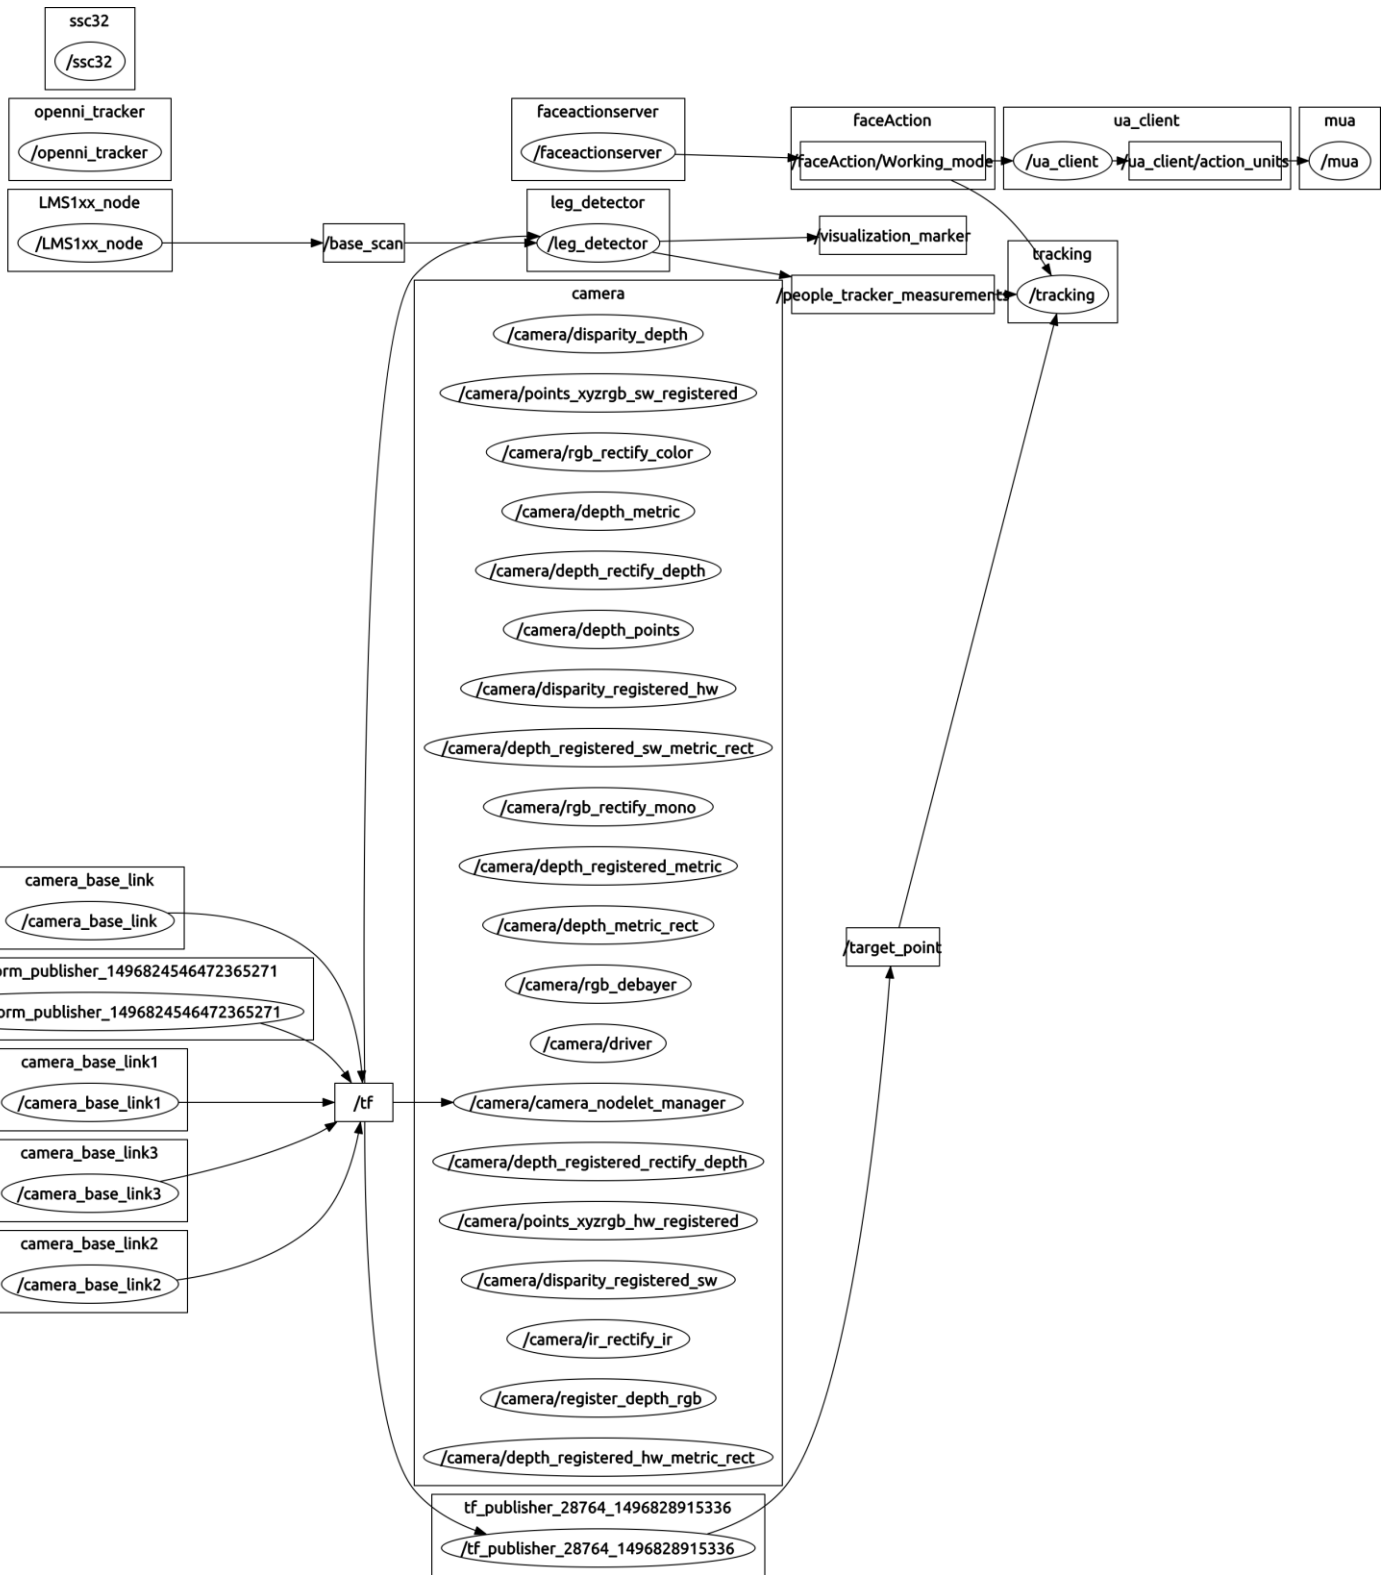 ssc32
/ssc32
openni_tracker
/openni_tracker
faceactionserver
/faceactionserver
faceAction
/faceAction/Working_mode
ua_client
/ua_client
/ua_client/action_units
mua
/mua
LMS1xx_node
/LMS1xx_node
/base_scan
leg_detector
/leg_detector
/visualization_marker
/people_tracker_measurements
tracking
/tracking
camera
/camera/disparity_depth
/camera/points_xyzrgb_sw_registered
/camera/rgb_rectify_color
/camera/depth_metric
/camera/depth_rectify_depth
/camera/depth_points
/camera/disparity_registered_hw
/camera/depth_registered_sw_metric_rect
/camera/rgb_rectify_mono
/camera/depth_registered_metric
/camera/depth_metric_rect
/camera/rgb_debayer
/camera/driver
/camera/camera_nodelet_manager
/camera/depth_registered_rectify_depth
/camera/points_xyzrgb_hw_registered
/camera/disparity_registered_sw
/camera/ir_rectify_ir
/camera/register_depth_rgb
/camera/depth_registered_hw_metric_rect
camera_base_link
/camera_base_link
orm_publisher_1496824546472365271
orm_publisher_1496824546472365271
camera_base_link1
/camera_base_link1
camera_base_link3
/camera_base_link3
camera_base_link2
/camera_base_link2
/tf
/target_point
tf_publisher_28764_1496828915336
/tf_publisher_28764_1496828915336